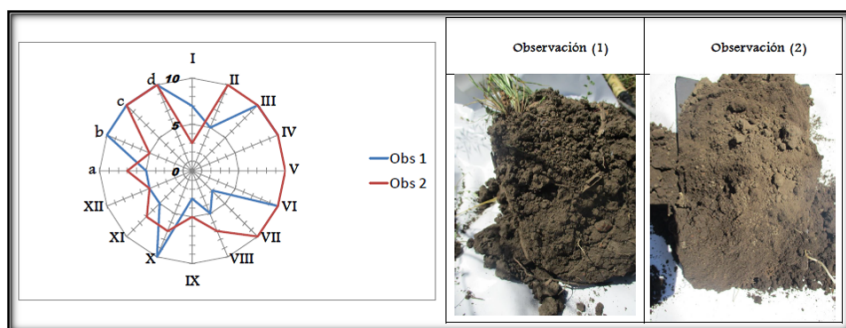 I
II
III
IV
V
VI
VII
VIII
IX
X
XI
XII
a
b
c
d
10
5
0
Obs 1
Obs 2
Observación (1)
Observación (2)